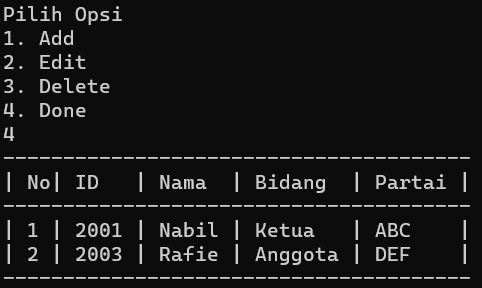 Pilih Opsi
1. Add
2. Edit
3. Delete
4. Done
4
---------------------------------------
| No| ID   | Nama  | Bidang  | Partai |
---------------------------------------
| 1 | 2001 | Nabil | Ketua   | ABC    |
| 2 | 2003 | Rafie | Anggota | DEF    |
---------------------------------------